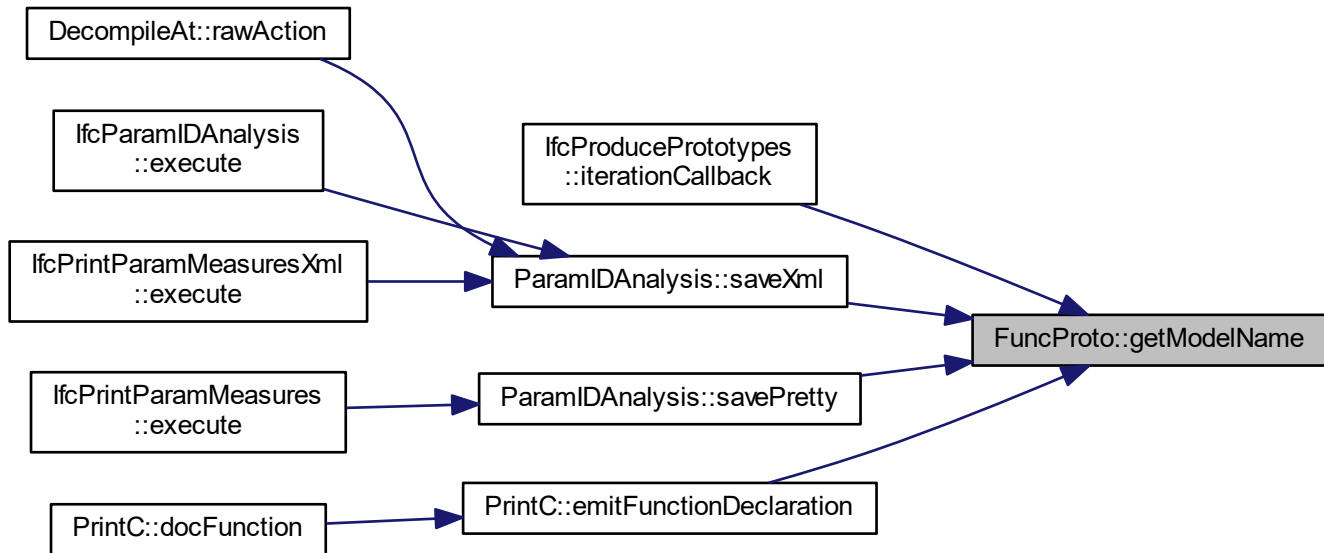 DecompileAt::rawAction
IfcParamIDAnalysis
::execute
IfcProducePrototypes
::iterationCallback
IfcPrintParamMeasuresXml
::execute
ParamIDAnalysis::saveXml
FuncProto::getModelName
IfcPrintParamMeasures
::execute
ParamIDAnalysis::savePretty
PrintC::docFunction
PrintC::emitFunctionDeclaration